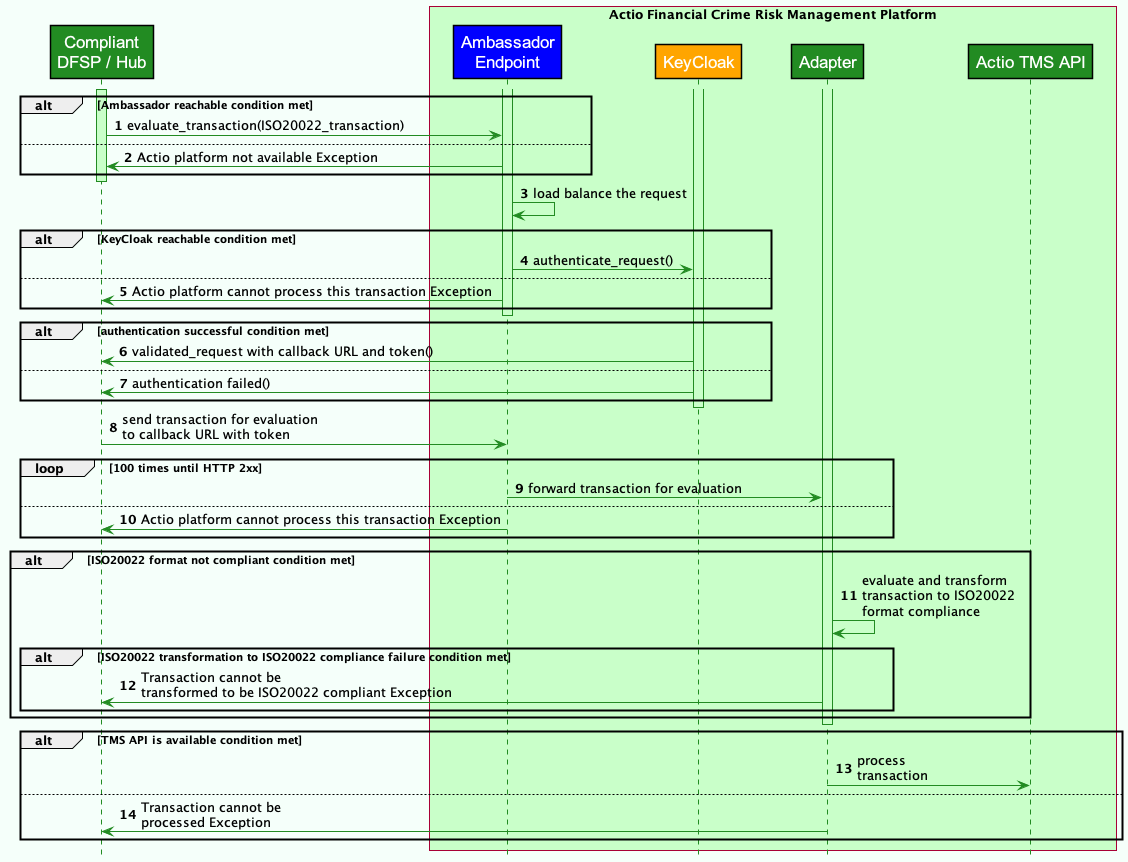 Actio Financial Crime Risk Management Platform
Compliant
DFSP / Hub
Ambassador
Endpoint
KeyCloak
Adapter
Actio TMS API
alt [Ambassador reachable condition met]
1 evaluate_transaction(ISO20022_transaction)
2 Actio platform not available Exception
3 load balance the request
alt [KeyCloak reachable condition met]
4 authenticate_request()
5 Actio platform cannot process this transaction Exception
alt [authentication successful condition met]
6 validated_request with callback URL and token()
7 authentication failed()
8 send transaction for evaluation
to callback URL with token
loop [100 times until HTTP 2xx]
9 forward transaction for evaluation
10 Actio platform cannot process this transaction Exception
alt [ISO20022 format not compliant condition met]
11 evaluate and transform
transaction to ISO20022
format compliance
alt [ISO20022 transformation to ISO20022 compliance failure condition met]
12 Transaction cannot be
transformed to be ISO20022 compliant Exception
alt [TMS API is available condition met]
13 process
transaction
14 Transaction cannot be
processed Exception